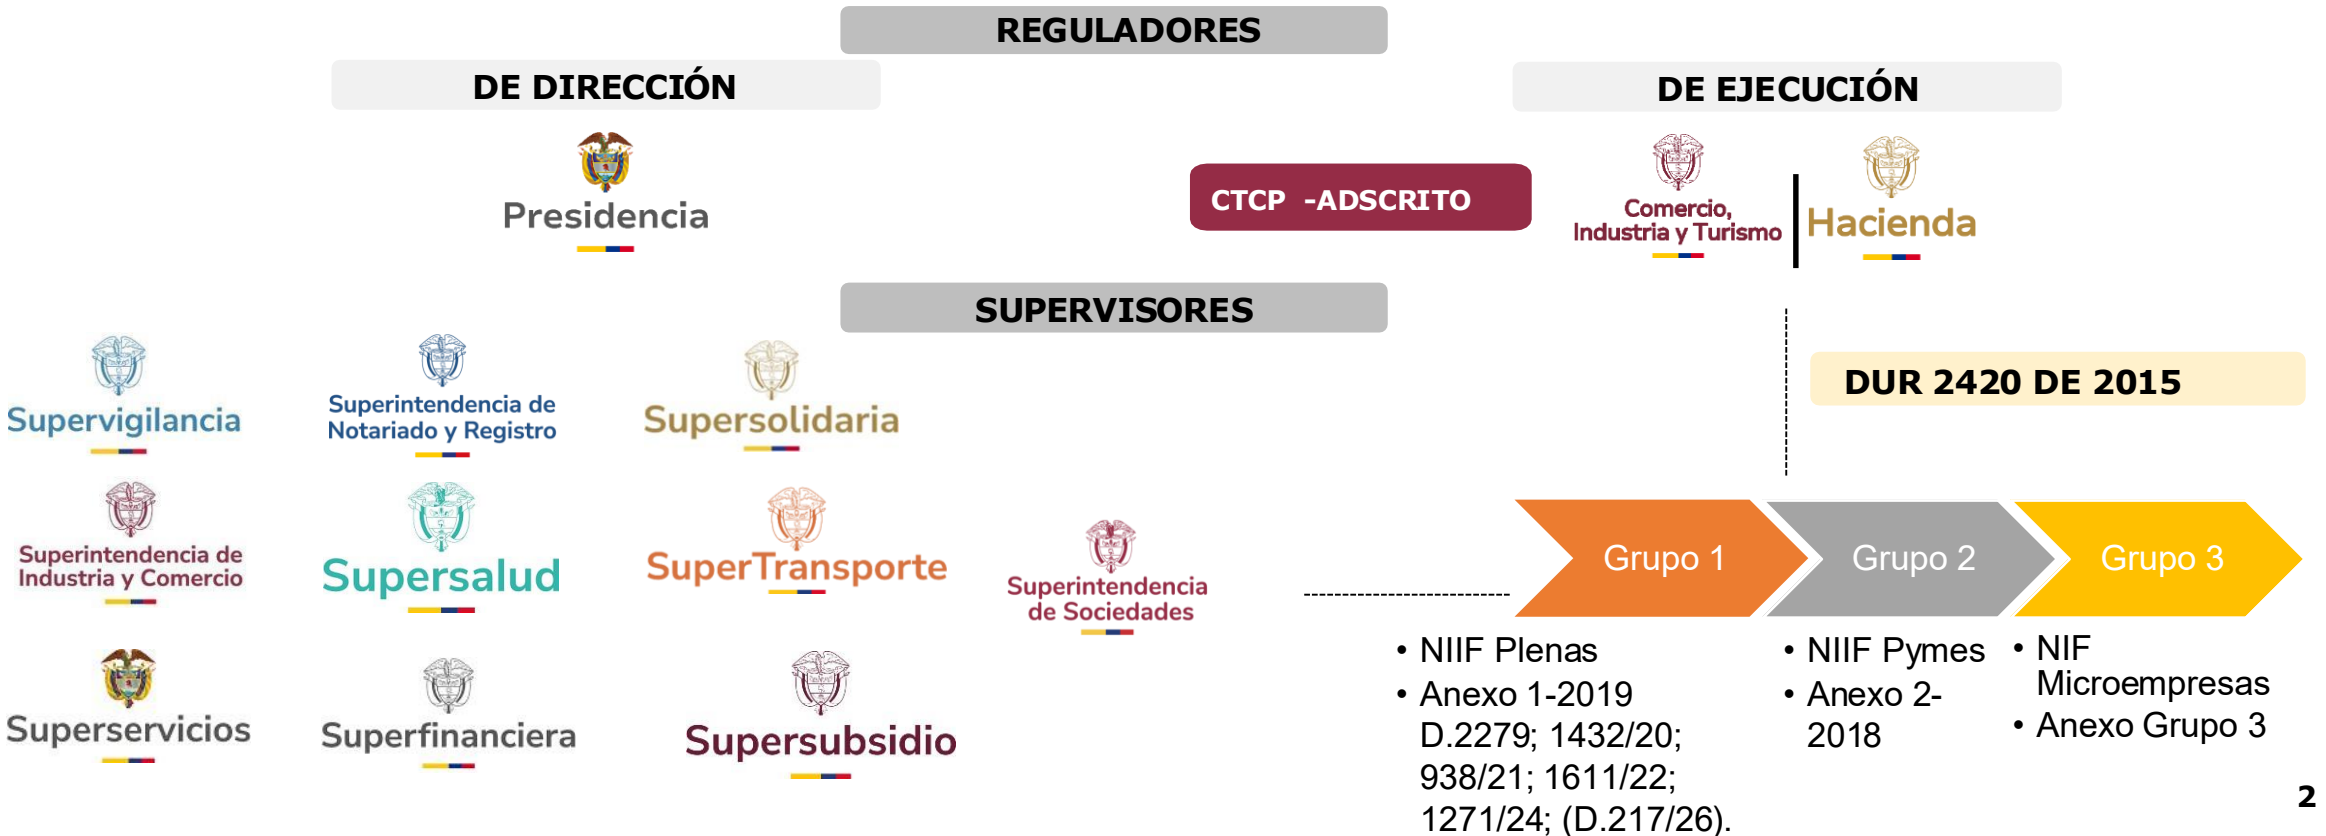 REGULADORES
DE DIRECCIÓN
DE EJECUCIÓN
Presidencia
CTCP -ADSCRITO
Comercio,
Industria y Turismo
Hacienda
SUPERVISORES
Supervigilancia
Superintendencia de
Notariado y Registro
Supersolidaria
DUR 2420 DE 2015
Superintendencia de
Industria y Comercio
Supersalud
SuperTransporte
Superintendencia
de Sociedades
Grupo 1
Grupo 2
Grupo 3
Superservicios
Superfinanciera
Supersubsidio
• NIIF Plenas
• Anexo 1-2019
D.2279; 1432/20;
938/21; 1611/22;
1271/24; (D.217/26).
• NIIF Pymes
• Anexo 2-
2018
• NIF
Microempresas
• Anexo Grupo 3
2